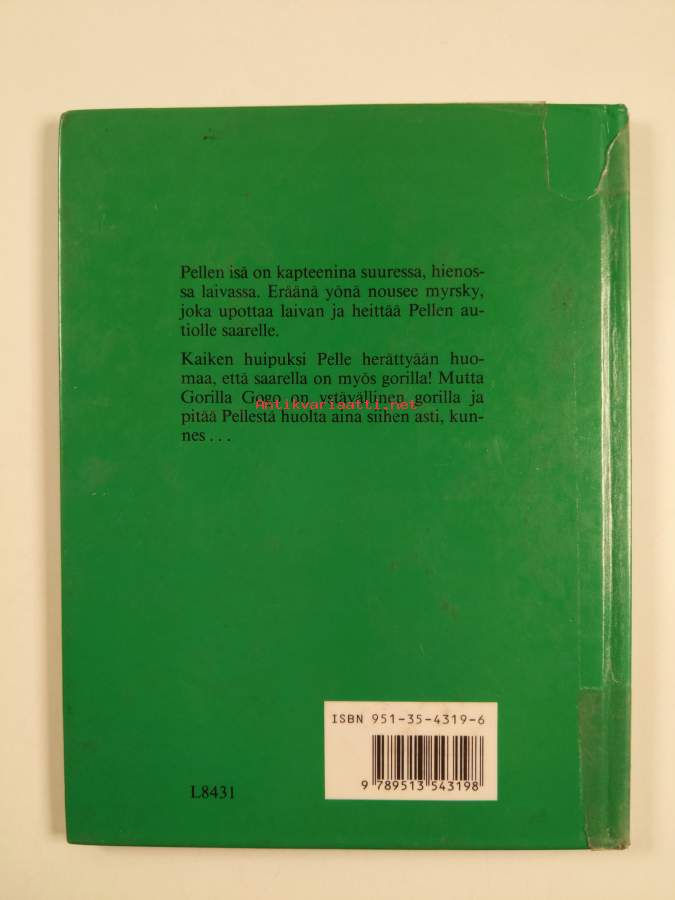 Pellen isä on kapteenina suuressa, hienos-
sa laivassa. Eräänä yönä nousee myrsky,
joka upottaa laivan ja heittää Pellen au-
tiolle saarelle.
Kaiken huipuksi Pelle herättyään huo-
maa, että saarella on myös gorilla! Mutta
Gorilla Gogo on ystävällinen gorilla ja
Antikvariaatti.net
pitää Pellestä huolta aina siihen asti, kun-
nes . . .
ISBN 951-35-4319-6
9 789513 543198
L8431